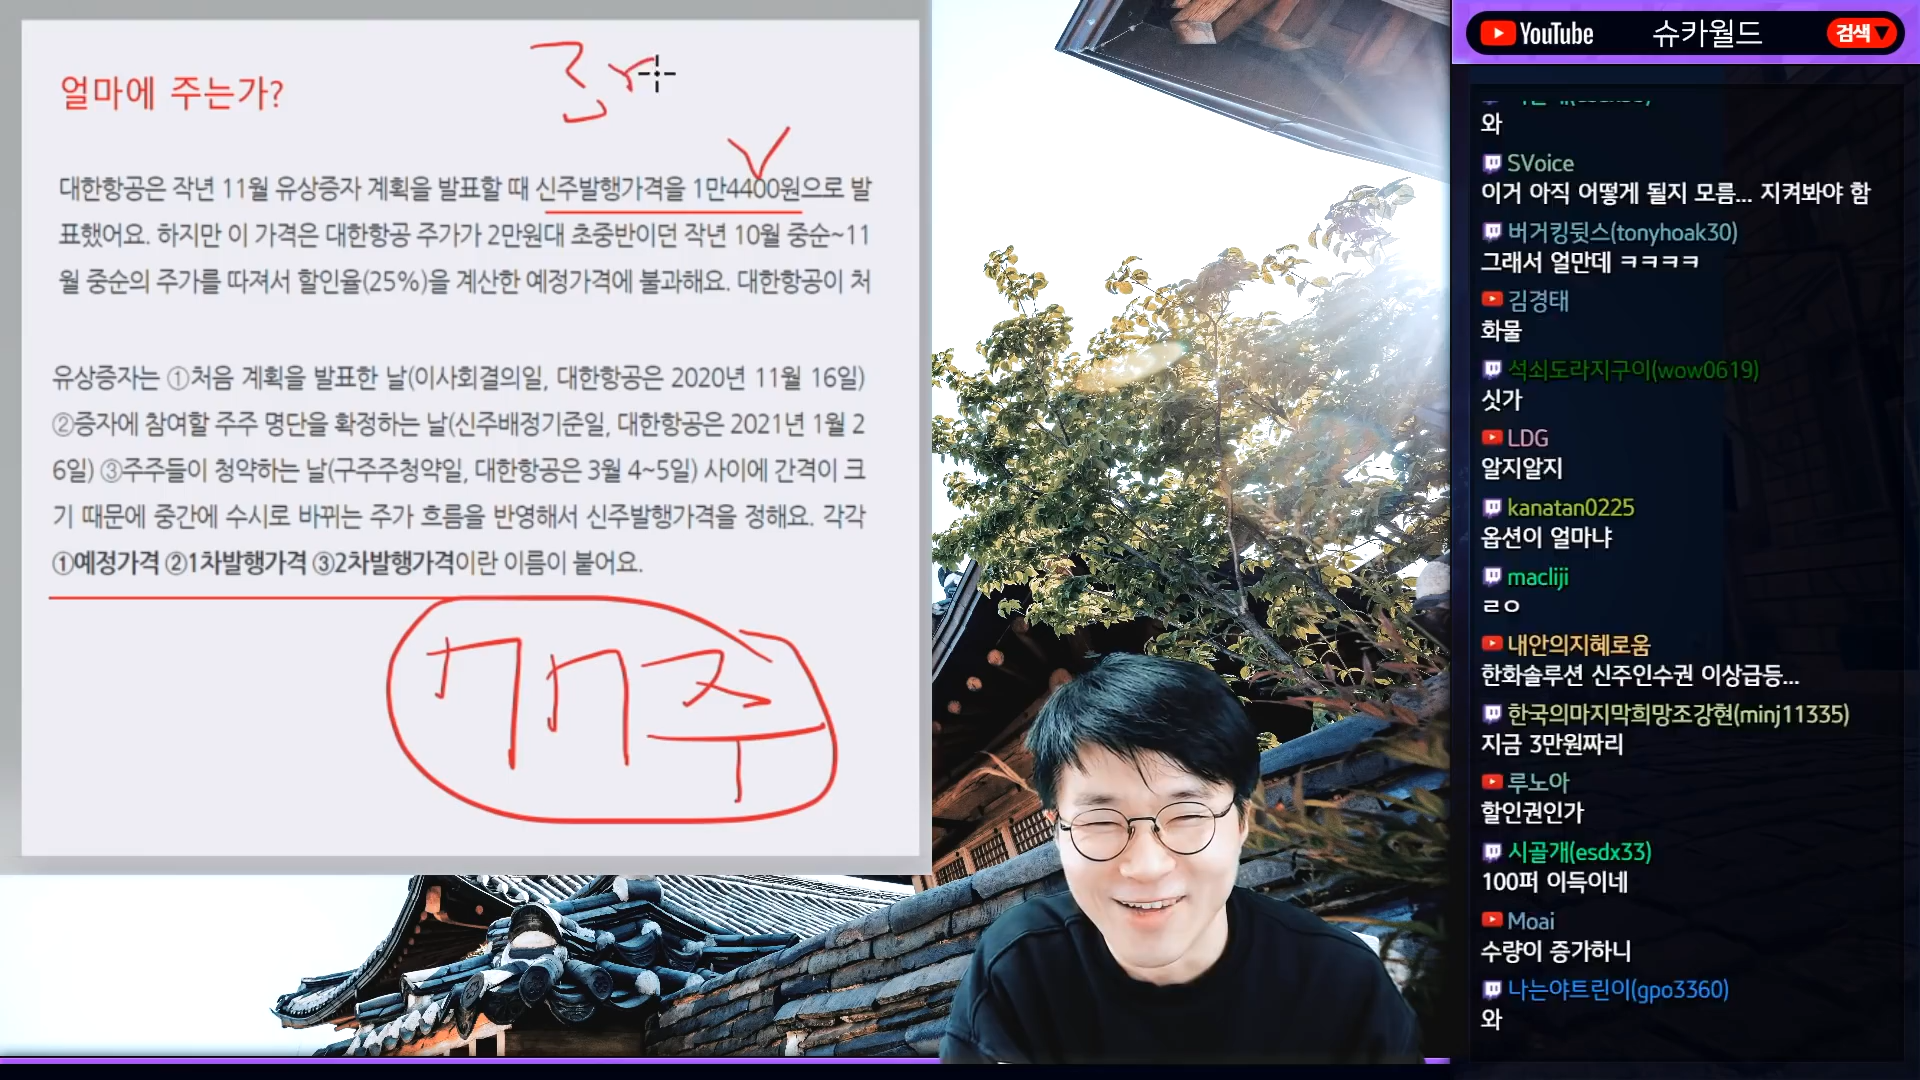 얼마에 주는가?
대한항공은 작년 11월 유상증자 계획을 발표할 때 신주발행가격을 1만4400원으로 발
표했어요. 하지만 이 가격은 대한항공 주가가 2만원대 초중반이던 작년 10월 중순~11
월 중순의 주가를 따져서 할인율(25%)을 계산한 예정가격에 불과해요. 대한항공이 처
유상증자는 ①처음 계획을 발표한 날(이사회결의일, 대한항공은 2020년 11월 16일)
②증자에 참여할 주주 명단을 확정하는 날(신주배정기준일, 대한항공은 2021년 1월 2
6일) ③주주들이 청약하는 날(구주주청약일, 대한항공은 3월 4~5일) 사이에 간격이 크
기 때문에 중간에 수시로 바뀌는 주가 흐름을 반영해서 신주발행가격을 정해요. 각각
①예정가격 ②1차발행가격 ③2차발행가격이란 이름이 붙어요.
77주
YouTube 슈카월드 검색▼
와
SVoice
이거 아직 어떻게 될지 모름... 지켜봐야 함
버거킹뒷스(tonyhoak30)
그래서 얼만데 ㅋㅋㅋㅋ
김경태
화물
석쇠도라지구이(wow0619)
싯가
LDG
알지알지
kanatan0225
옵션이 얼마냐
macliji
ㄹㅇ
내안의지혜로움
한화솔루션 신주인수권 이상급등...
한국의마지막희망조강현(minj11335)
지금 3만원짜리
루노아
할인권인가
시골개(esdx33)
100퍼 이득이네
Moai
수량이 증가하니
나는야트린이(gpo3360)
와